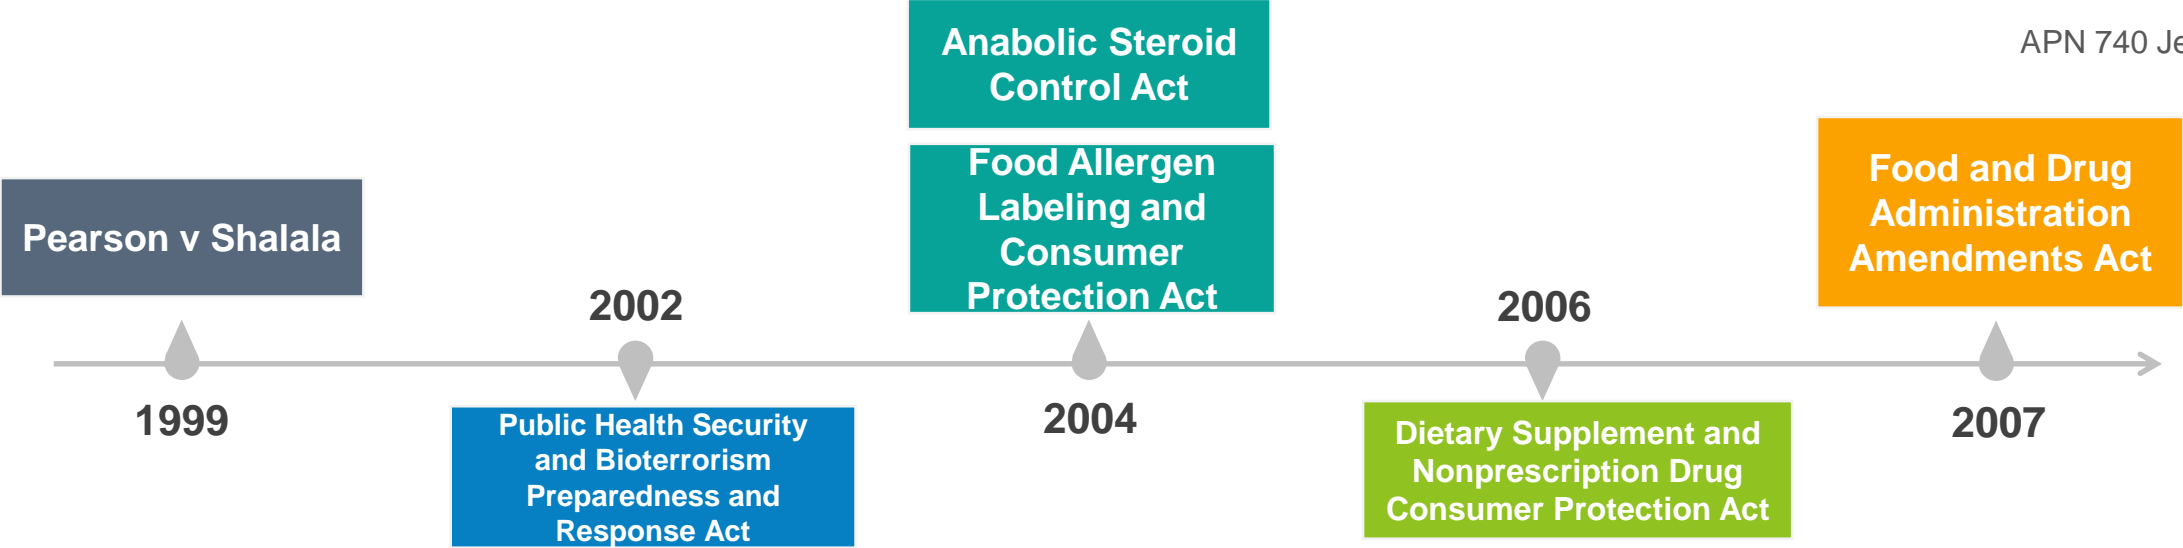 APN 740 Je
Anabolic Steroid
Control Act
Food Allergen
Labeling and
Consumer
Protection Act
Food and Drug
Administration
Amendments Act
Pearson v Shalala
2002
2006
1999
2004
2007
Public Health Security
and Bioterrorism
Preparedness and
Response Act
Dietary Supplement and
Nonprescription Drug
Consumer Protection Act